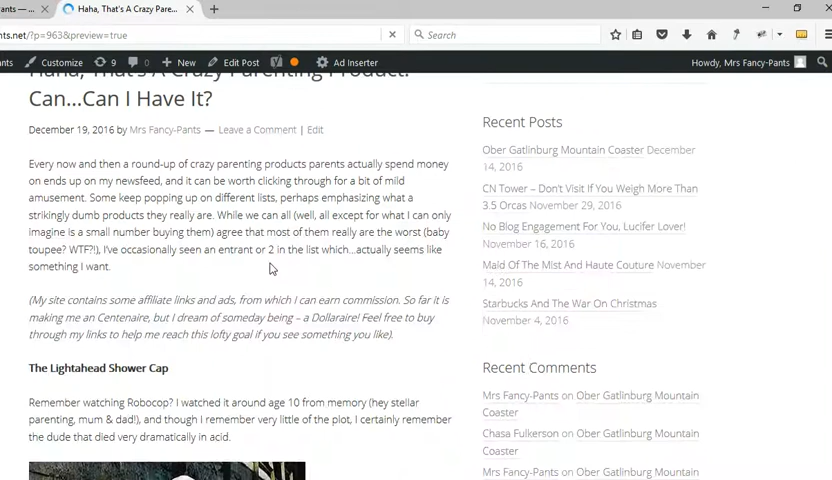 nts —
Haha, That's A Crazy Pare...
nts.net/?p=963&preview=true
Search
ants
Customize
9
0
New
Edit Post
Ad Inserter
Howdy, Mrs Fancy-Pants
Haha, That's A Crazy Parenting Product!
Can...Can I Have It?
December 19, 2016 by Mrs Fancy-Pants — Leave a Comment | Edit
Every now and then a round-up of crazy parenting products parents actually spend money
on ends up on my newsfeed, and it can be worth clicking through for a bit of mild
amusement. Some keep popping up on different lists, perhaps emphasizing what a
strikingly dumb products they really are. While we can all (well, all except for what I can only
imagine is a small number buying them) agree that most of them really are the worst (baby
toupee? WTF?!), I've occasionally seen an entrant or 2 in the list which...actually seems like
something I want.
(My site contains some affiliate links and ads, from which I can earn commission. So far it is
making me an Centenaire, but I dream of someday being – a Dollaraire! Feel free to buy
through my links to help me reach this lofty goal if you see something you like).
The Lightahead Shower Cap
Remember watching Robocop? I watched it around age 10 from memory (hey stellar
parenting, mum & dad!), and though I remember very little of the plot, I certainly remember
the dude that died very dramatically in acid.
Recent Posts
Ober Gatlinburg Mountain Coaster December
14, 2016
CN Tower – Don't Visit If You Weigh More Than
3.5 Orcas November 29, 2016
No Blog Engagement For You, Lucifer Lover!
November 16, 2016
Maid Of The Mist And Haute Couture November
14, 2016
Starbucks And The War On Christmas
November 4, 2016
Recent Comments
Mrs Fancy-Pants on Ober Gatlinburg Mountain
Coaster
Chasa Fulkerson on Ober Gatlinburg Mountain
Coaster
Mrs Fancy-Pants on Ober Gatlinburg Mountain